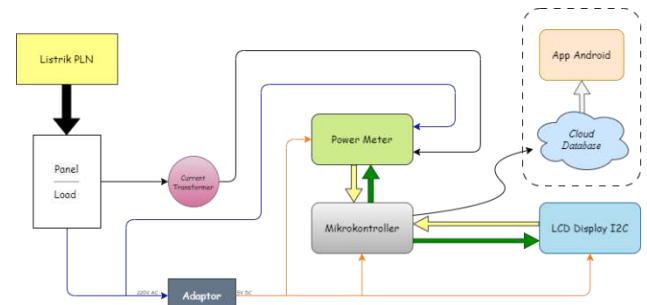 Listrik PLN
App Android
Cloud
Database
Power Meter
Panel
Load
Current
Transformer
Mikrokontroller
LCD Display I2C
220V AC
Adaptor
5V DC